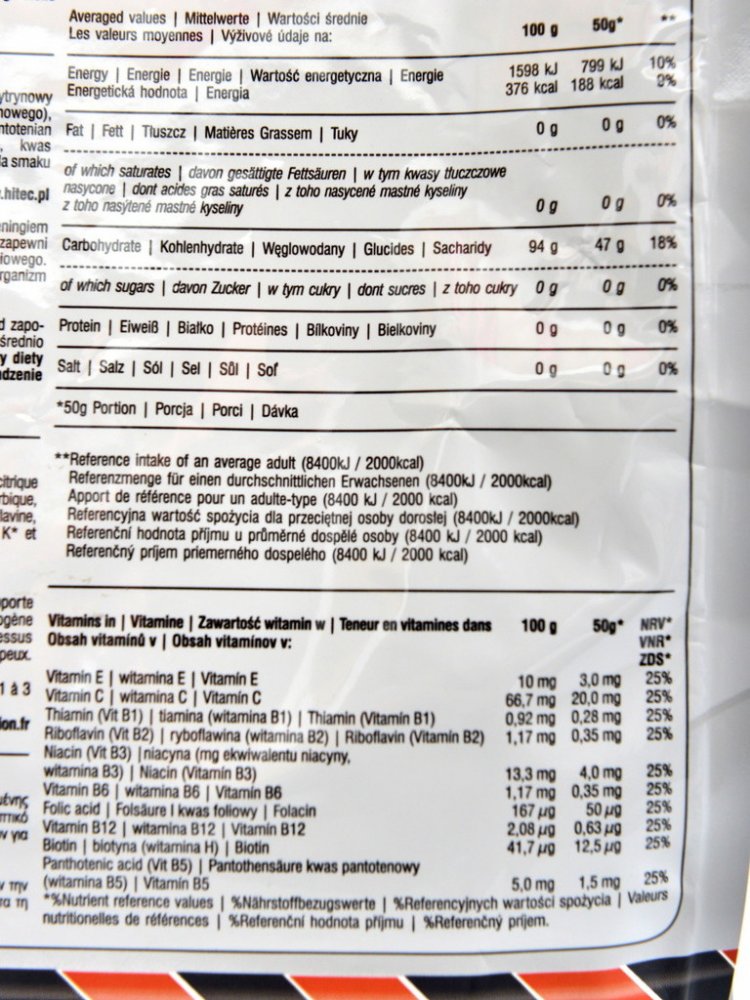 Averaged values | Mittelwerte | Wartości średnie
Les valeurs moyennes | Výživové údaje na: 100 g 50g* **
Energy | Energie | Energie | Wartość energetyczna | Energie 1598 kJ 799 kJ 10%
Energetická hodnota | Energia 376 kcal 188 kcal 9%
Fat | Fett | Tłuszcz | Matières Grassem | Tuky 0 g 0 g 0%
of which saturates | davon gesättigte Fettsäuren | w tym kwasy tłuczczowe
nasycone | dont acides gras saturés | z toho nasycené mastné kyseliny
z toho nasýtené mastné kyseliny 0 g 0 g 0%
Carbohydrate | Kohlenhydrate | Węglowodany | Glucides | Sacharidy 94 g 47 g 18%
of which sugars | davon Zucker | w tym cukry | dont sucres | z toho cukry 0 g 0 g 0%
Protein | Eiweiß | Białko | Protéines | Bílkoviny | Bielkoviny 0 g 0 g 0%
Salt | Salz | Sól | Sel | Sůl | Soľ 0 g 0 g 0%
*50g Portion | Porcja | Porci | Dávka
**Reference intake of an average adult (8400kJ / 2000kcal)
Referenzmenge für einen durchschnittlichen Erwachsenen (8400kJ / 2000kcal)
Apport de référence pour un adulte-type (8400 kJ / 2000 kcal)
Referencyjna wartość spożycia dla przeciętnej osoby dorosłej (8400kJ / 2000kcal)
Referenční hodnota příjmu u průměrné dospělé osoby (8400 kJ / 2000 kcal)
Referenčný príjem priemerného dospelého (8400 kJ / 2000 kcal)
Vitamins in | Vitamine | Zawartość witamin w | Teneur en vitamines dans 100 g 50g* NRV*
Obsah vitamínů v | Obsah vitamínov v: VNR*
ZDS*
Vitamin E | witamina E | Vitamín E 10 mg 3,0 mg 25%
Vitamin C | witamina C | Vitamín C 66,7 mg 20,0 mg 25%
Thiamin (Vit B1) | tiamina (witamina B1) | Thiamin (Vitamín B1) 0,92 mg 0,28 mg 25%
Riboflavin (Vit B2) | ryboflawina (witamina B2) | Riboflavin (Vitamín B2) 1,17 mg 0,35 mg 25%
Niacin (Vit B3) |niacyna (mg ekwiwalentu niacyny,
witamina B3) | Niacin (Vitamín B3) 13,3 mg 4,0 mg 25%
Vitamin B6 | witamina B6 | Vitamín B6 1,17 mg 0,35 mg 25%
Folic acid | Folsäure l kwas foliowy | Folacin 167 µg 50 µg 25%
Vitamin B12 | witamina B12 | Vitamín B12 2,08 µg 0,63 µg 25%
Biotin | biotyna (witamina H) | Biotin 41,7 µg 12,5 µg 25%
Panthotenic acid (Vit B5) | Pantothensäure kwas pantotenowy
(witamina B5) | Vitamín B5 5,0 mg 1,5 mg 25%
*%Nutrient reference values | %Nährstoffbezugswerte | %Referencyjnych wartości spożycia | Valeurs
nutritionelles de références | %Referenční hodnota příjmu | %Referenčný príjem.
zapewni
rganizm
.hitec.pl
kwas
la smaku
średnio
y diety
K* et
1 à 3
ion.fr